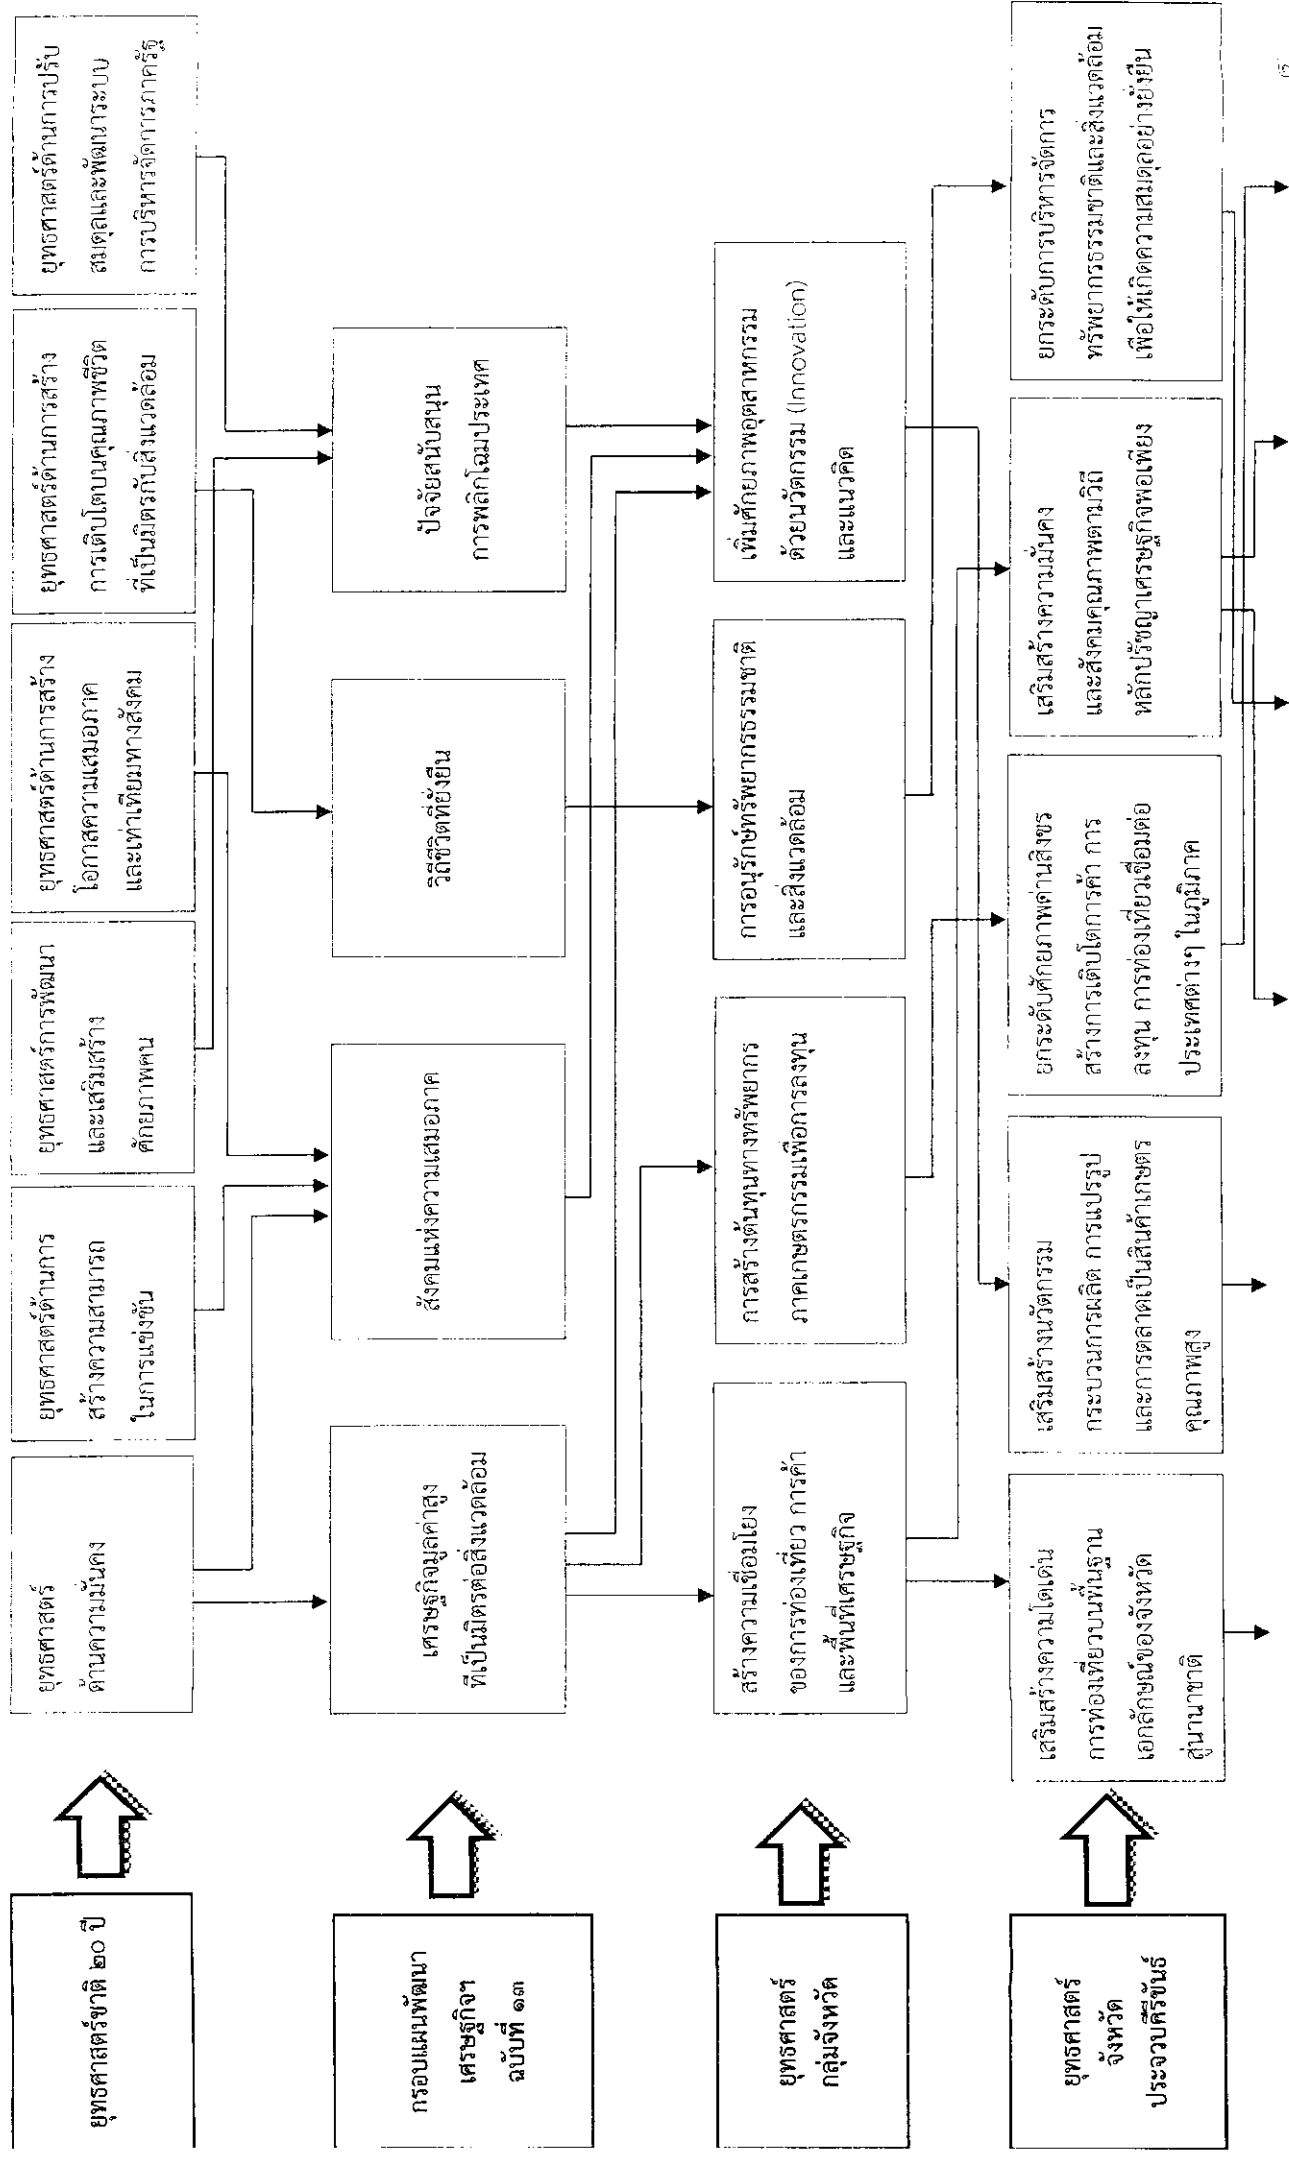 ยุทธศาสตร์ชาติ ๒๐ ปี
ยุทธศาสตร์
ด้านความมั่นคง
ยุทธศาสตร์ด้านการ
สร้างความสามารถ
ในการแข่งขัน
ยุทธศาสตร์การพัฒนา
และเสริมสร้าง
ศักยภาพคน
ยุทธศาสตร์ด้านการสร้าง
โอกาสความเสมอภาค
และเท่าเทียมทางสังคม
ยุทธศาสตร์ด้านการสร้าง
การเติบโตบนคุณภาพชีวิต
ที่เป็นมิตรกับสิ่งแวดล้อม
ยุทธศาสตร์ด้านการปรับ
สมดุลและพัฒนาระบบ
การบริหารจัดการภาครัฐ
กรอบแผนพัฒนา
เศรษฐกิจฯ
ฉบับที่ ๑๓
เศรษฐกิจมูลค่าสูง
ที่เป็นมิตรต่อสิ่งแวดล้อม
สังคมแห่งความเสมอภาค
วิถีชีวิตที่ยั่งยืน
ปัจจัยสนับสนุน
การพลิกโฉมประเทศ
ยุทธศาสตร์
กลุ่มจังหวัด
สร้างความเชื่อมโยง
ของการท่องเที่ยว การค้า
และพื้นที่เศรษฐกิจ
การสร้างต้นทุนทางทรัพยากร
ภาคเกษตรกรรมเพื่อการลงทุน
การอนุรักษ์ทรัพยากรธรรมชาติ
และสิ่งแวดล้อม
เพิ่มศักยภาพอุตสาหกรรม
ด้วยนวัตกรรม (Innovation)
และแนวคิด
ยุทธศาสตร์
จังหวัด
ประจวบคีรีขันธ์
เสริมสร้างความโดเด่น
การท่องเที่ยวบนพื้นฐาน
เอกลักษณ์ของจังหวัด
สู่นานาชาติ
เสริมสร้างนวัตกรรม
กระบวนการผลิต การแปรรูป
และการตลาดเป็นสินค้าเกษตร
คุณภาพสูง
ยกระดับศักยภาพด่านสิงขร
สร้างการเติบโตการค้า การ
ลงทุน การท่องเที่ยวเชื่อมต่อ
ประเทศต่างๆ ในภูมิภาค
เสริมสร้างความมั่นคง
และสังคมคุณภาพตามวิถี
หลักปรัชญาเศรษฐกิจพอเพียง
ยกระดับการบริหารจัดการ
ทรัพยากรธรรมชาติและสิ่งแวดล้อม
เพื่อให้เกิดความสมดุลอย่างยั่งยืน